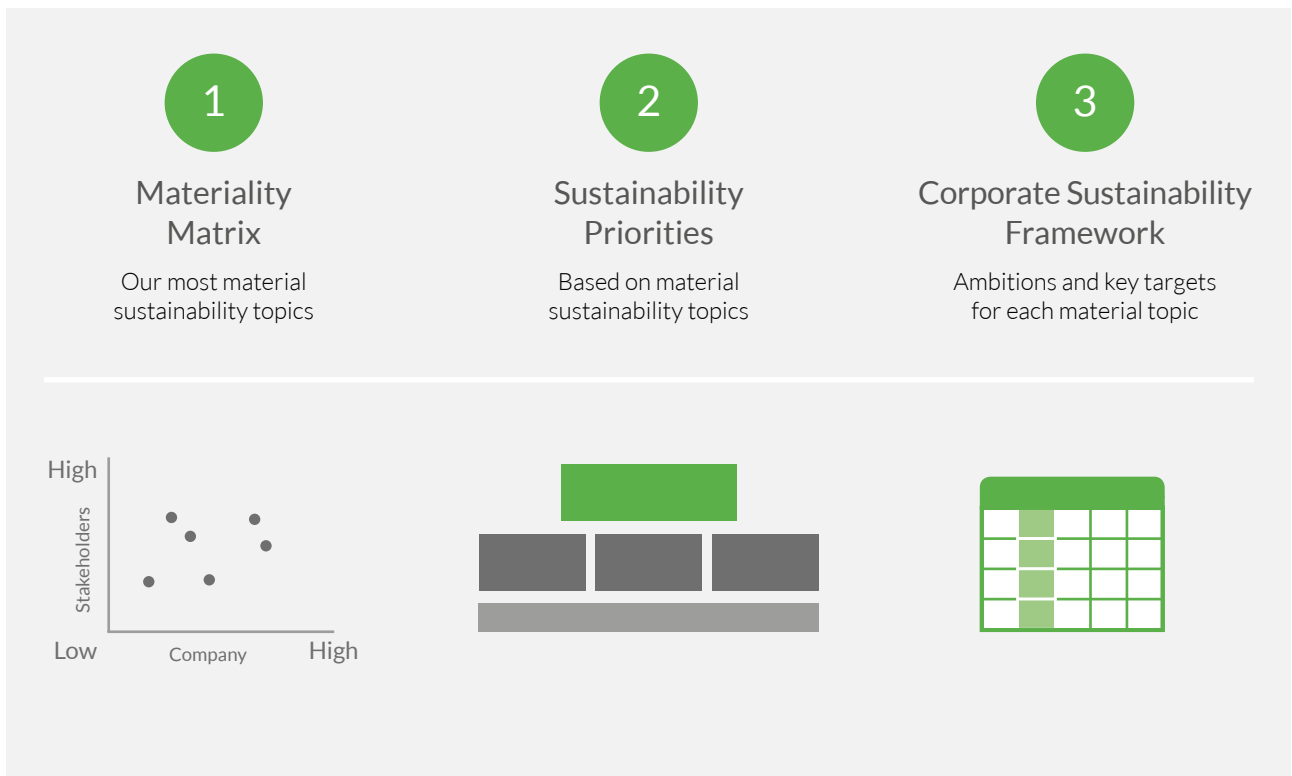 1
Materiality
Matrix
Our most material
sustainability topics
2
Sustainability
Priorities
Based on material
sustainability topics
3
Corporate Sustainability
Framework
Ambitions and key targets
for each material topic
High
Stakeholders
Low
Company
High